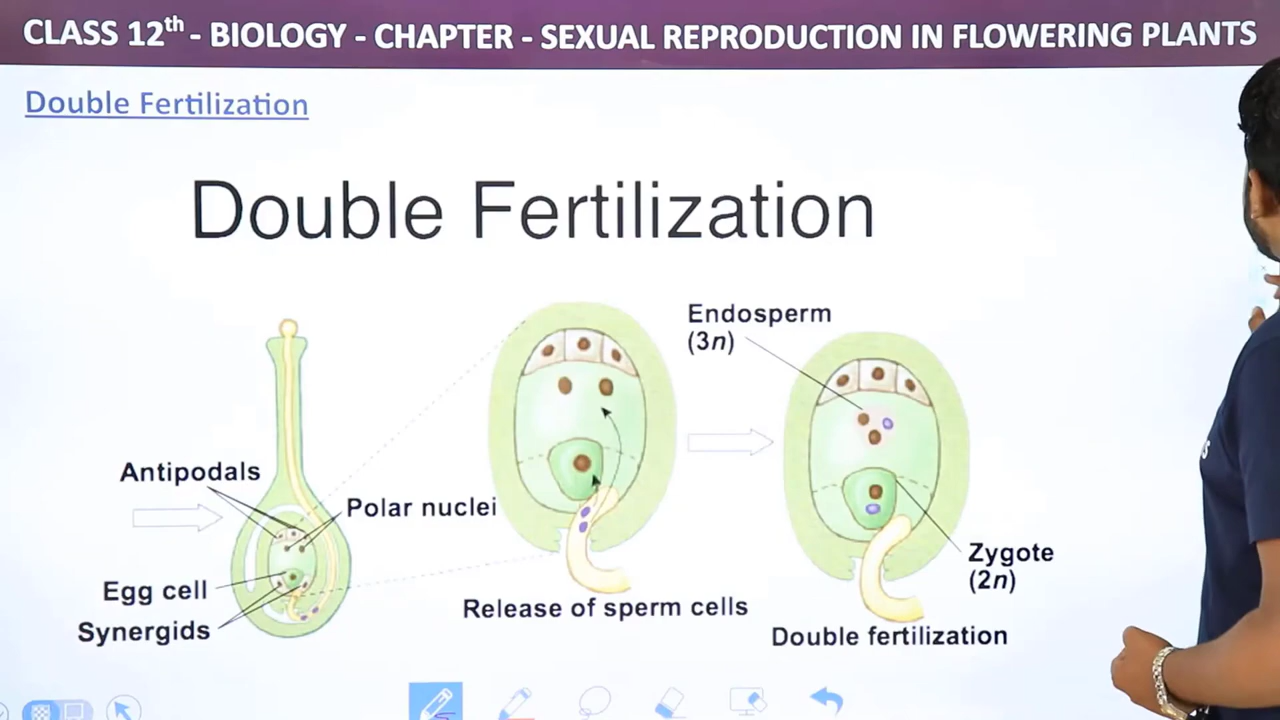 CLASS 12th - BIOLOGY - CHAPTER - SEXUAL REPRODUCTION IN FLOWERING PLANTS
Double Fertilization
Double Fertilization
Antipodals
Polar nuclei
Egg cell
Synergids
Release of sperm cells
Endosperm
(3n)
Zygote
(2n)
Double fertilization